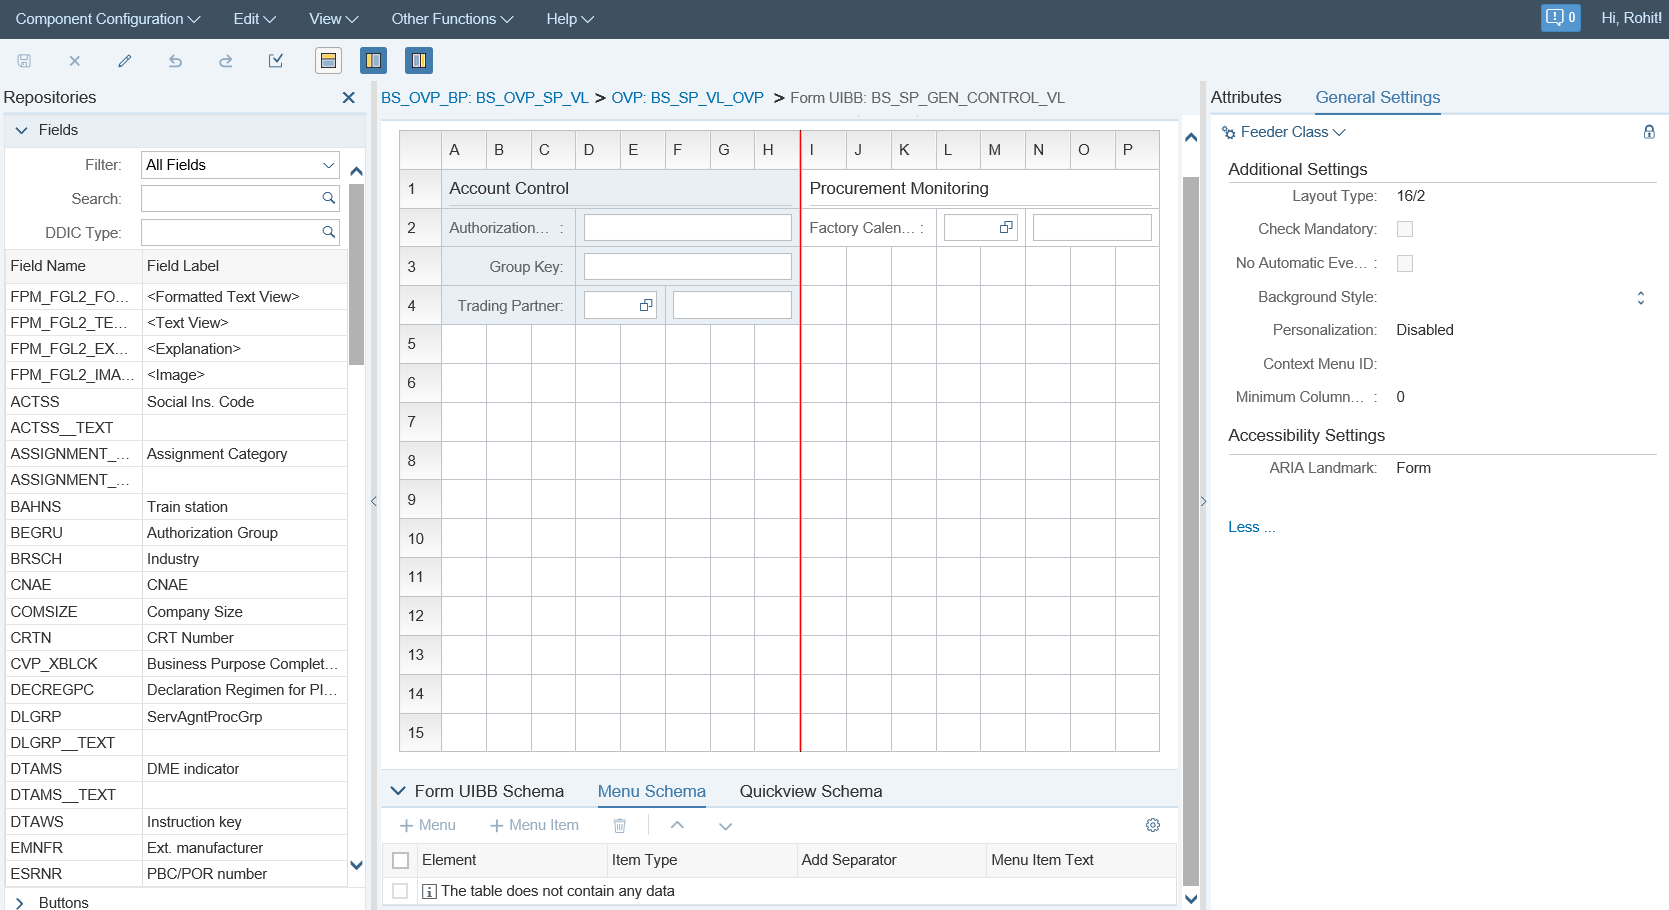 Component Configuration Edit View Other Functions Help 0 Hi, Rohit!
Repositories
Fields
Filter: All Fields
Search:
DDIC Type:
Field Name Field Label
FPM_FGL2_FO... <Formatted Text View>
FPM_FGL2_TE... <Text View>
FPM_FGL2_EX... <Explanation>
FPM_FGL2_IMA... <Image>
ACTSS Social Ins. Code
ACTSS__TEXT
ASSIGNMENT_... Assignment Category
ASSIGNMENT_...
BAHNS Train station
BEGRU Authorization Group
BRSCH Industry
CNAE CNAE
COMSIZE Company Size
CRTN CRT Number
CVP_XBLCK Business Purpose Complet...
DECREGPC Declaration Regimen for PI...
DLGRP ServAgntProcGrp
DLGRP__TEXT
DTAMS DME indicator
DTAMS__TEXT
DTAWS Instruction key
EMNFR Ext. manufacturer
ESRNR PBC/POR number
Buttons
BS_OVP_BP: BS_OVP_SP_VL > OVP: BS_SP_VL_OVP > Form UIBB: BS_SP_GEN_CONTROL_VL
A B C D E F G H I J K L M N O P
1 Account Control Procurement Monitoring
2 Authorization... : Factory Calen... :
3 Group Key:
4 Trading Partner:
5
6
7
8
9
10
11
12
13
14
15
Form UIBB Schema Menu Schema Quickview Schema
+ Menu + Menu Item
Element Item Type Add Separator Menu Item Text
The table does not contain any data
Attributes General Settings
Feeder Class
Additional Settings
Layout Type: 16/2
Check Mandatory:
No Automatic Eve... :
Background Style:
Personalization: Disabled
Context Menu ID:
Minimum Column... : 0
Accessibility Settings
ARIA Landmark: Form
Less ...